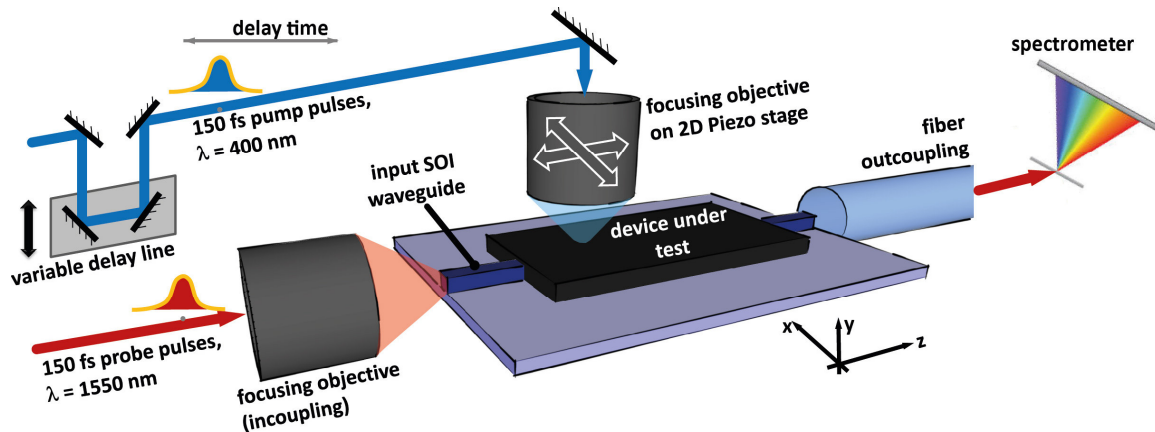 delay time
150 fs pump pulses,
λ = 400 nm
variable delay line
focusing objective
on 2D Piezo stage
spectrometer
fiber
outcoupling
input SOI
waveguide
device under
test
150 fs probe pulses,
λ = 1550 nm
focusing objective
(incoupling)
x
y
z